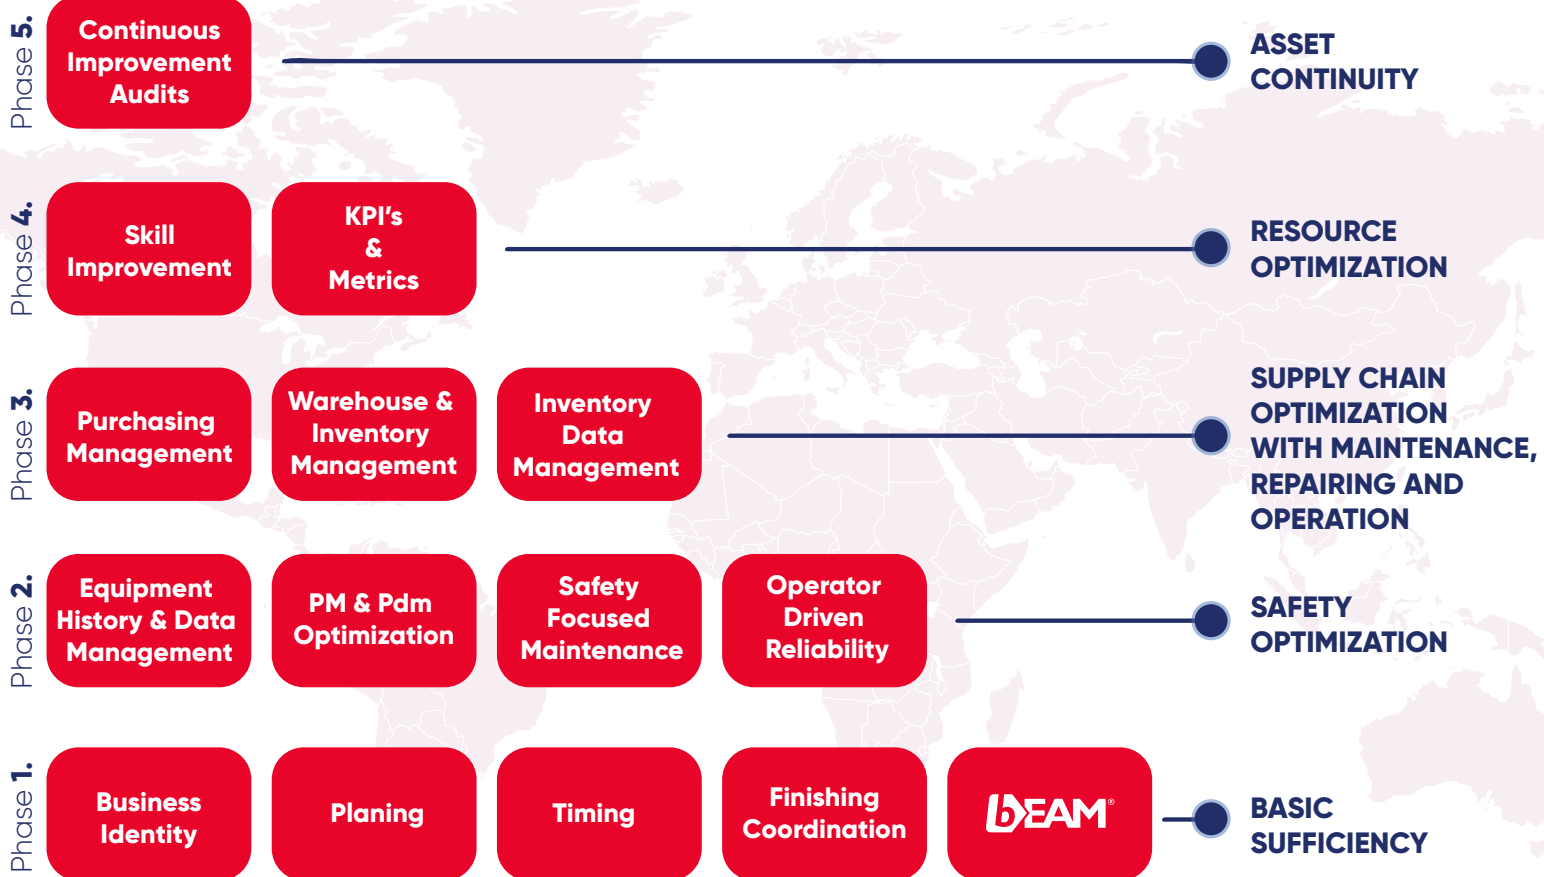 Phase 5.
Continuous
Improvement
Audits
ASSET
CONTINUITY
Phase 4.
Skill
Improvement
KPI’s
&
Metrics
RESOURCE
OPTIMIZATION
Phase 3.
Purchasing
Management
Warehouse &
Inventory
Management
Inventory
Data
Management
SUPPLY CHAIN
OPTIMIZATION
WITH MAINTENANCE,
REPAIRING AND
OPERATION
Phase 2.
Equipment
History & Data
Management
PM & Pdm
Optimization
Safety
Focused
Maintenance
Operator
Driven
Reliability
SAFETY
OPTIMIZATION
Phase 1.
Business
Identity
Planing
Timing
Finishing
Coordination
bEAM®
BASIC
SUFFICIENCY